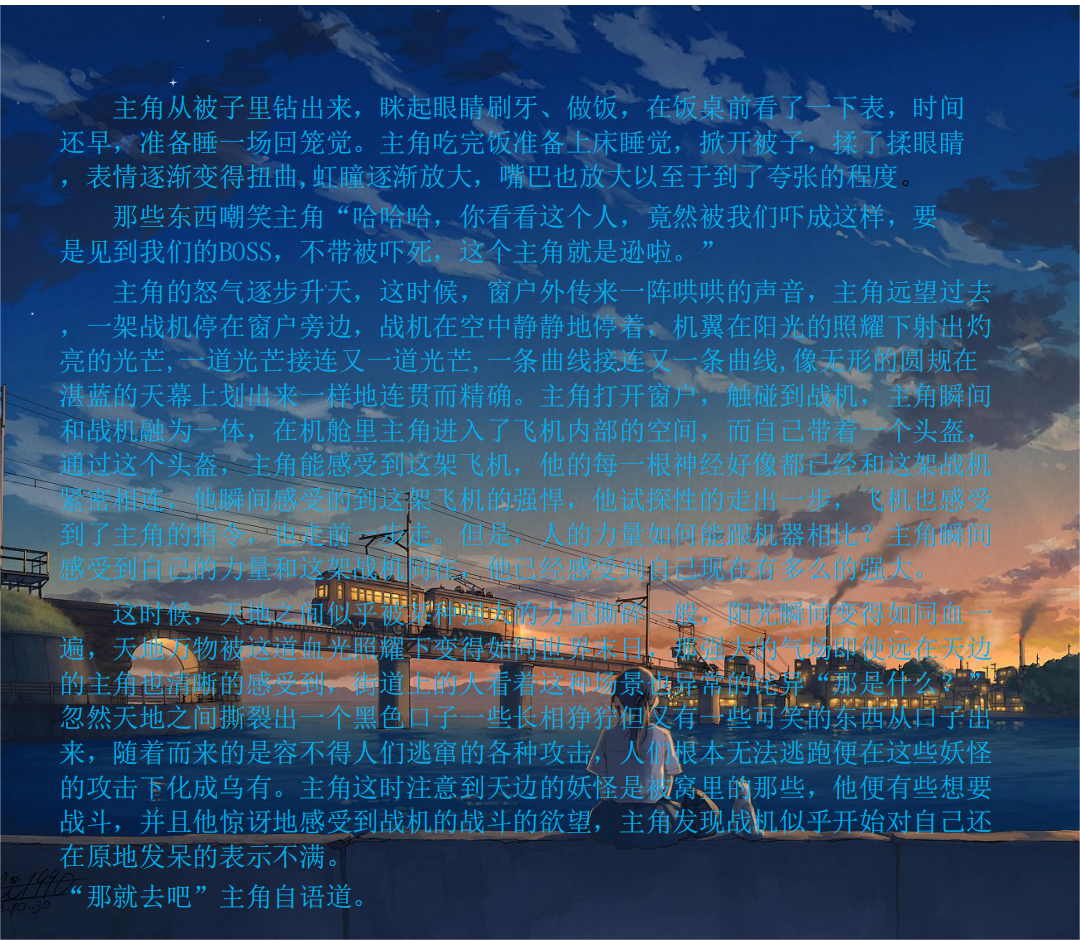 主角从被子里钻出来，眯起眼睛刷牙、做饭，在饭桌前看了一下表，时间
还早，准备睡一场回笼觉。主角吃完饭准备上床睡觉，掀开被子，揉了揉眼睛
，表情逐渐变得扭曲,虹瞳逐渐放大，嘴巴也放大以至于到了夸张的程度。
那些东西嘲笑主角“哈哈哈，你看看这个人，竟然被我们吓成这样，要
是见到我们的BOSS，不带被吓死，这个主角就是逊啦。”
主角的怒气逐步升天，这时候，窗户外传来一阵哄哄的声音，主角远望过去
，一架战机停在窗户旁边，战机在空中静静地停着，机翼在阳光的照耀下射出灼
亮的光芒,一道光芒接连又一道光芒,一条曲线接连又一条曲线,像无形的圆规在
湛蓝的天幕上划出来一样地连贯而精确。主角打开窗户，触碰到战机，主角瞬间
和战机融为一体，在机舱里主角进入了飞机内部的空间，而自己带着一个头盔，
通过这个头盔，主角能感受到这架飞机，他的每一根神经好像都已经和这架战机
紧密相连，他瞬间感受的到这架飞机的强悍，他试探性的走出一步，飞机也感受
到了主角的指令，也走前一步走。但是，人的力量如何能跟机器相比？主角瞬间
感受到自己的力量和这架战机同在，他已经感受到自己现在有多么的强大。
这时候，天地之间似乎被某种强大的力量撕碎一般，阳光瞬间变得如同血一
遍，天地万物被这道血光照耀下变得如同世界末日，那强大的气场即使远在天边
的主角也清晰的感受到，街道上的人看着这种场景也异常的诧异“那是什么？”
忽然天地之间撕裂出一个黑色口子一些长相狰狞但又有一些可笑的东西从口子出
来，随着而来的是容不得人们逃窜的各种攻击，人们根本无法逃跑便在这些妖怪
的攻击下化成乌有。主角这时注意到天边的妖怪是被窝里的那些，他便有些想要
战斗，并且他惊讶地感受到战机的战斗的欲望，主角发现战机似乎开始对自己还
在原地发呆的表示不满。
“那就去吧”主角自语道。